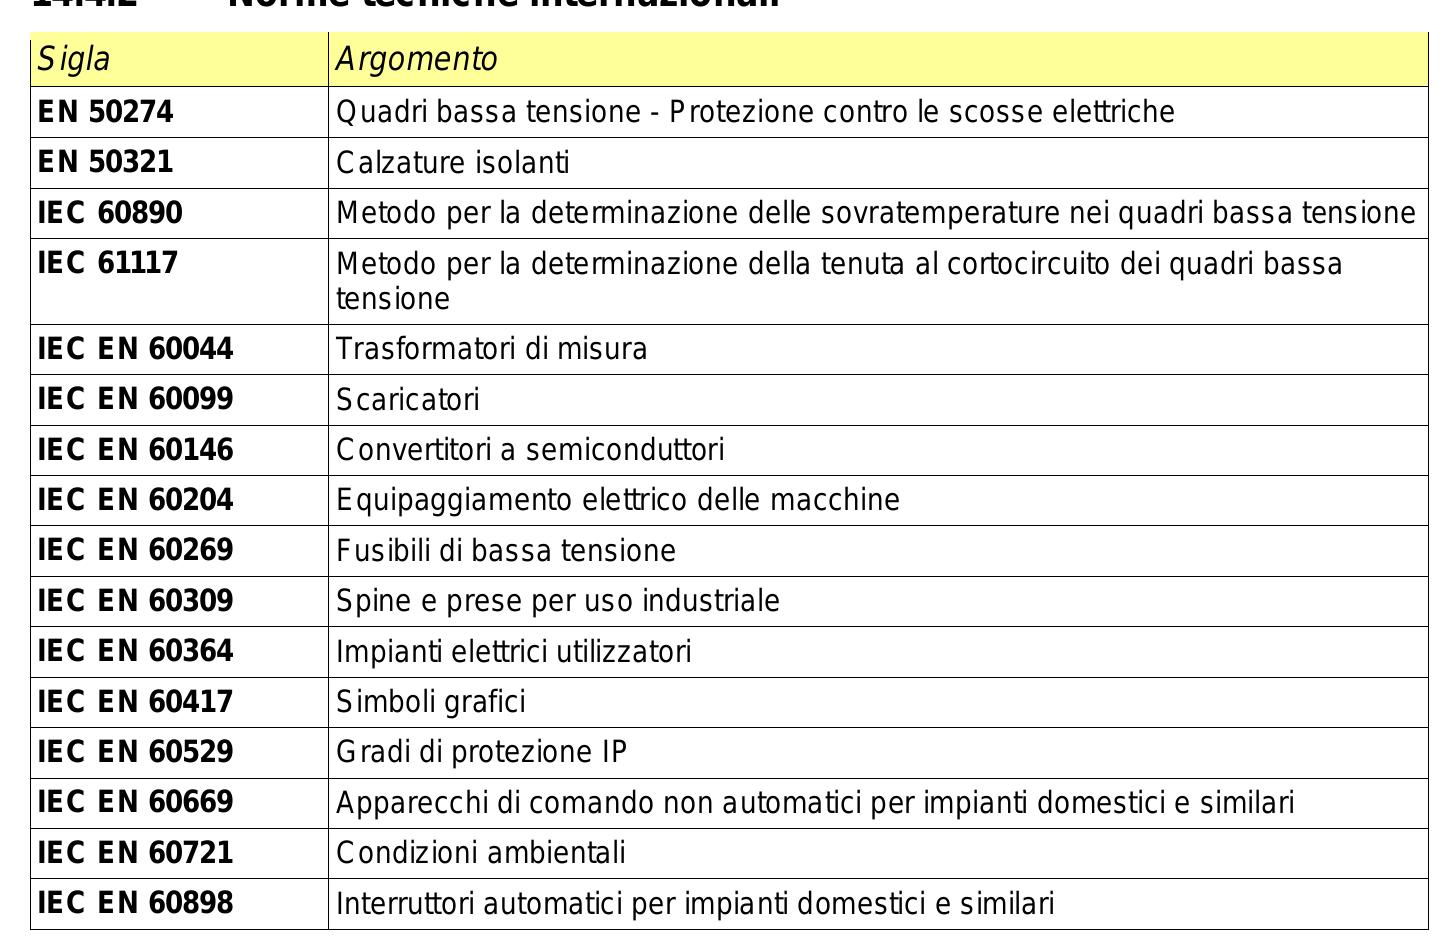 14.4.2 Norme tecniche internazionali
Sigla Argomento
EN 50274 Quadri bassa tensione - Protezione contro le scosse elettriche
EN 50321 Calzature isolanti
IEC 60890 Metodo per la determinazione delle sovratemperature nei quadri bassa tensione
IEC 61117 Metodo per la determinazione della tenuta al cortocircuito dei quadri bassa
tensione
IEC EN 60044 Trasformatori di misura
IEC EN 60099 Scaricatori
IEC EN 60146 Convertitori a semiconduttori
IEC EN 60204 Equipaggiamento elettrico delle macchine
IEC EN 60269 Fusibili di bassa tensione
IEC EN 60309 Spine e prese per uso industriale
IEC EN 60364 Impianti elettrici utilizzatori
IEC EN 60417 Simboli grafici
IEC EN 60529 Gradi di protezione IP
IEC EN 60669 Apparecchi di comando non automatici per impianti domestici e similari
IEC EN 60721 Condizioni ambientali
IEC EN 60898 Interruttori automatici per impianti domestici e similari